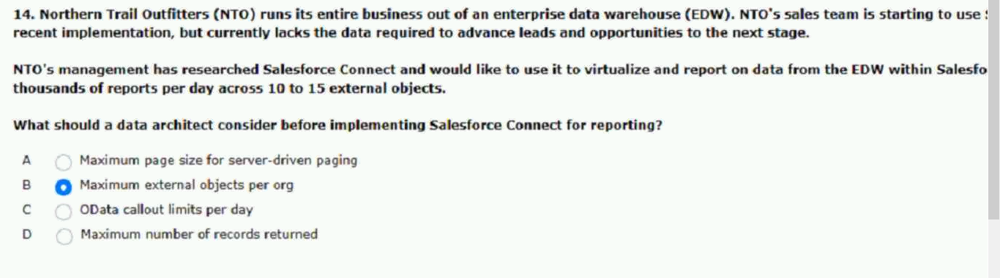 14. Northern Trail Outfitters (NTO) runs its entire business out of an enterprise data warehouse (EDW). NTO's sales team is starting to use
recent implementation, but currently lacks the data required to advance leads and opportunities to the next stage.
NTO's management has researched Salesforce Connect and would like to use it to virtualize and report on data from the EDW within Salesfo
thousands of reports per day across 10 to 15 external objects.
What should a data architect consider before implementing Salesforce Connect for reporting?
A Maximum page size for server-driven paging
B Maximum external objects per org
C OData callout limits per day
D Maximum number of records returned